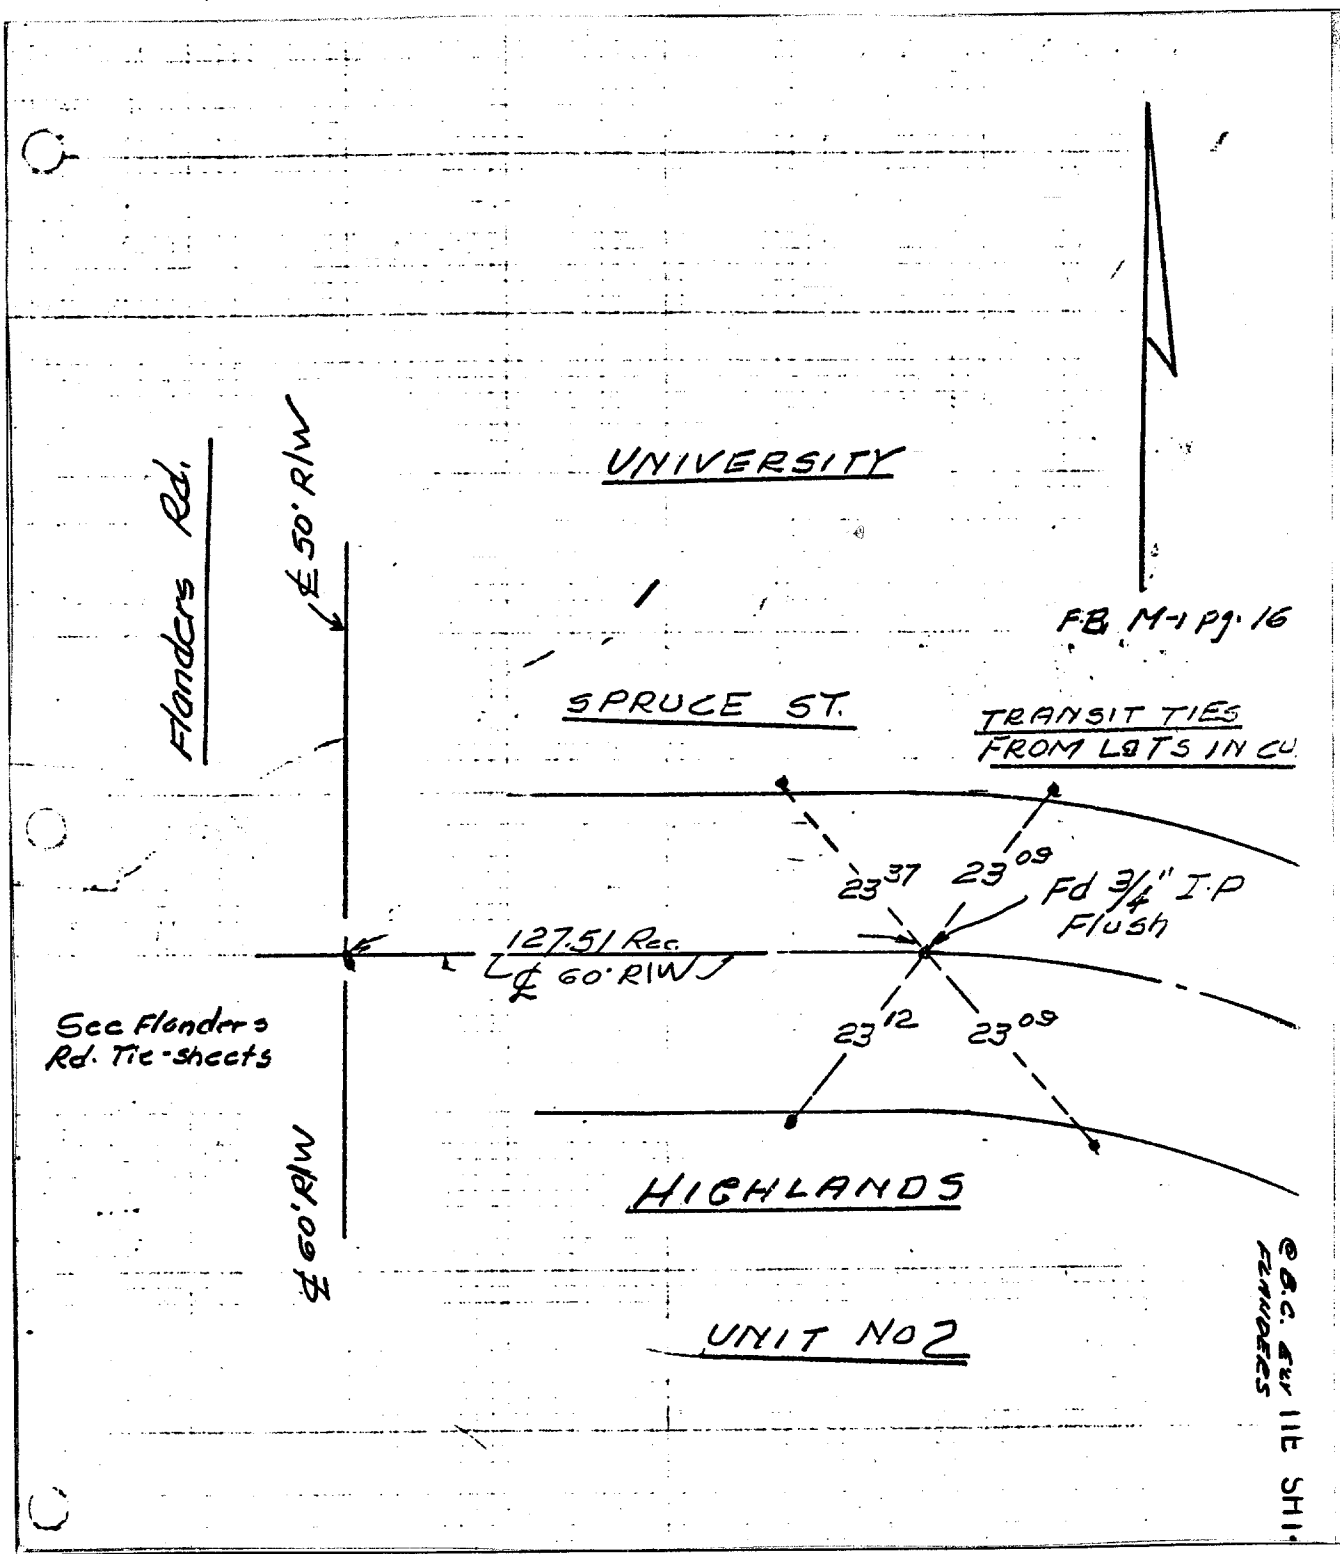 UNIVERSITY
℄ 50' R/W
Flanders Rd.
F.B. M-1 pg. 16
SPRUCE ST.
TRANSIT TIES
FROM LOTS IN CU
23 37
23 09
Fd 3/4" I.P
Flush
127.51 Rec.
℄ 60' R/W
See Flanders
Rd. Tie-sheets
23 12
23 09
℄ 60' R/W
HIGHLANDS
UNIT NO 2
@ B.C.
FLANDERS